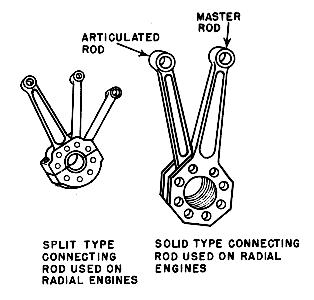 ARTICULATED
ROD
MASTER
ROD
SPLIT TYPE
CONNECTING
ROD USED ON
RADIAL ENGINES
SOLID TYPE CONNECTING
ROD USED ON RADIAL
ENGINES